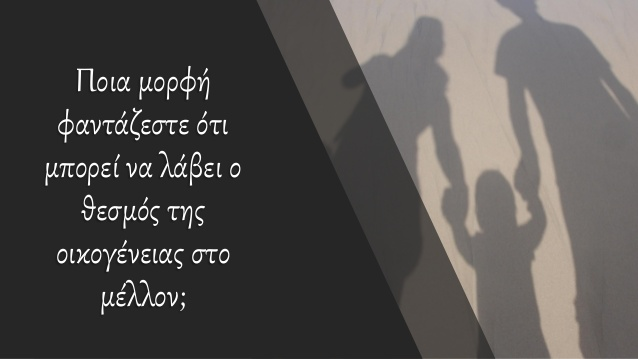 Ποια μορφή
φαντάζεστε ότι
μπορεί να λάβει ο
θεσμός της
οικογένειας στο
μέλλον;